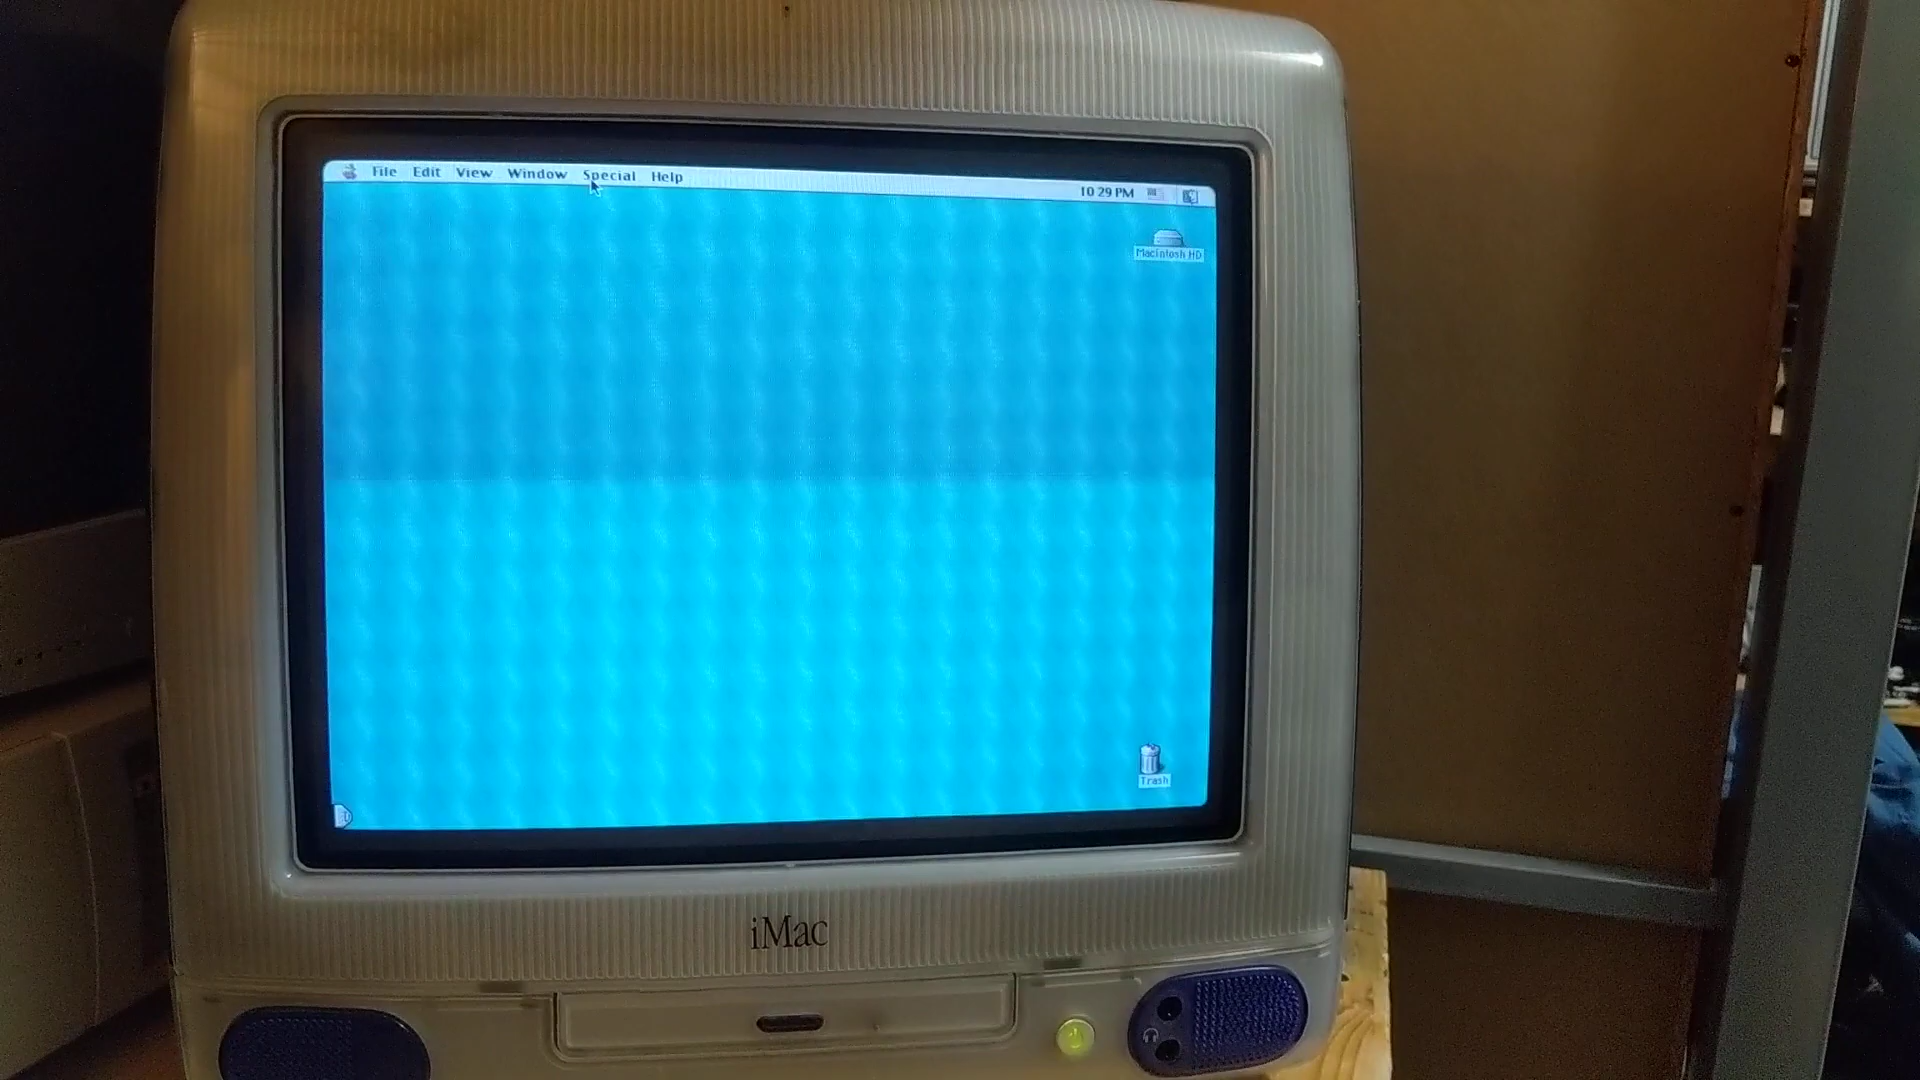 File Edit View Window Special Help
10:29 PM
Macintosh HD
Trash
iMac